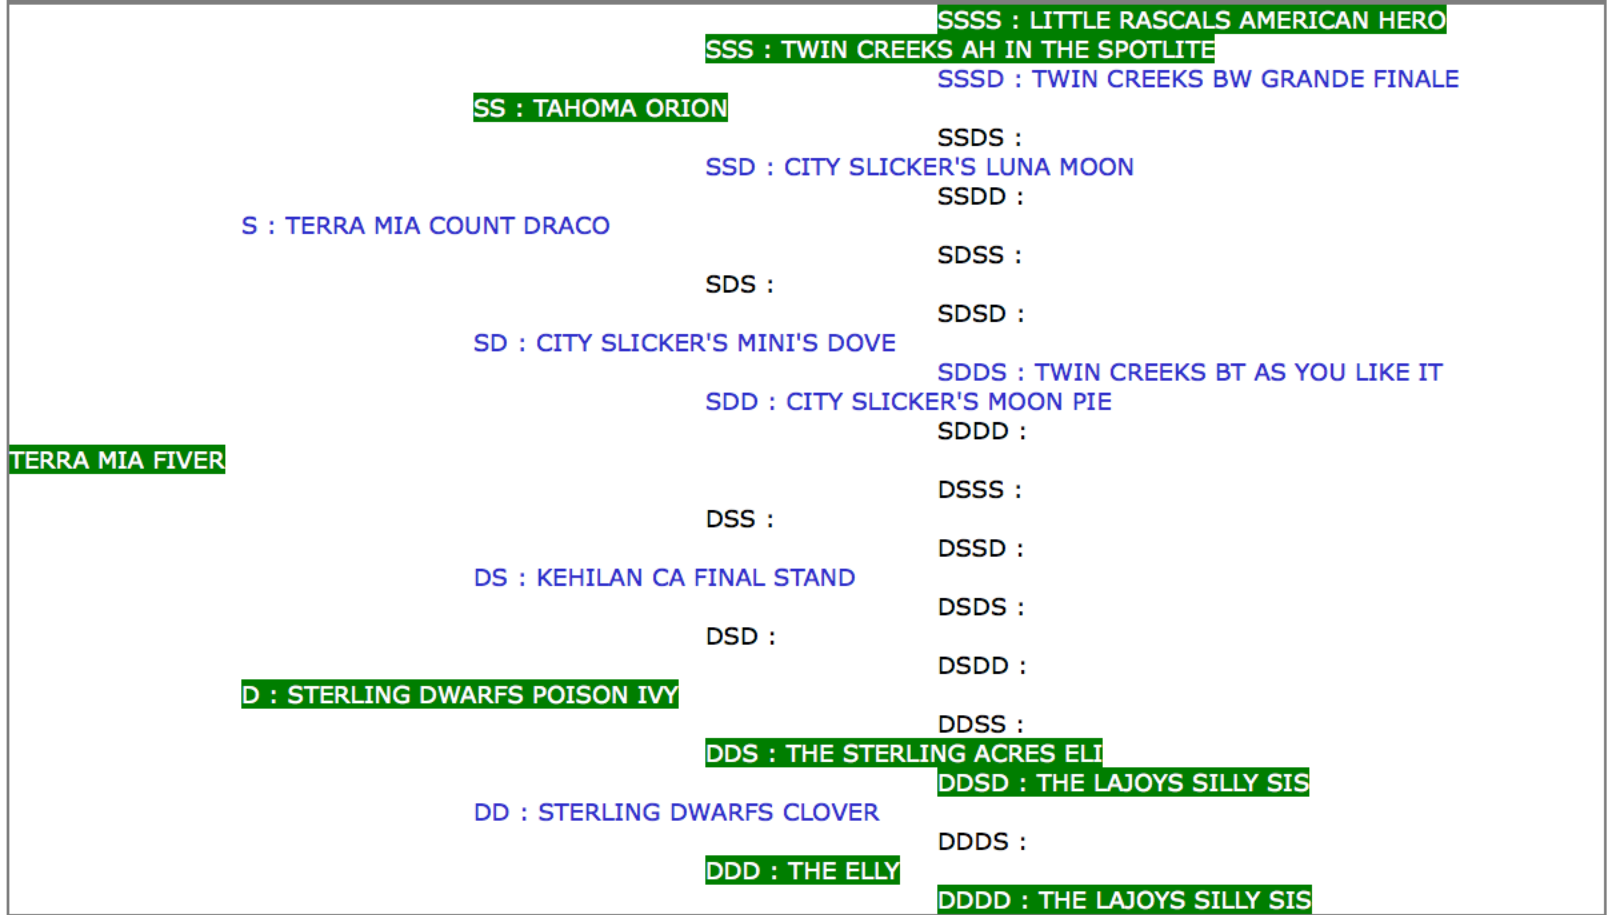 SSSS : LITTLE RASCALS AMERICAN HERO
SSS : TWIN CREEKS AH IN THE SPOTLITE
SSSD : TWIN CREEKS BW GRANDE FINALE
SS : TAHOMA ORION
SSDS :
SSD : CITY SLICKER'S LUNA MOON
SSDD :
S : TERRA MIA COUNT DRACO
SDSS :
SDS :
SDSD :
SD : CITY SLICKER'S MINI'S DOVE
SDDS : TWIN CREEKS BT AS YOU LIKE IT
SDD : CITY SLICKER'S MOON PIE
SDDD :
TERRA MIA FIVER
DSSS :
DSS :
DSSD :
DS : KEHILAN CA FINAL STAND
DSDS :
DSD :
DSDD :
D : STERLING DWARFS POISON IVY
DDSS :
DDS : THE STERLING ACRES ELI
DDSD : THE LAJOYS SILLY SIS
DD : STERLING DWARFS CLOVER
DDDS :
DDD : THE ELLY
DDDD : THE LAJOYS SILLY SIS